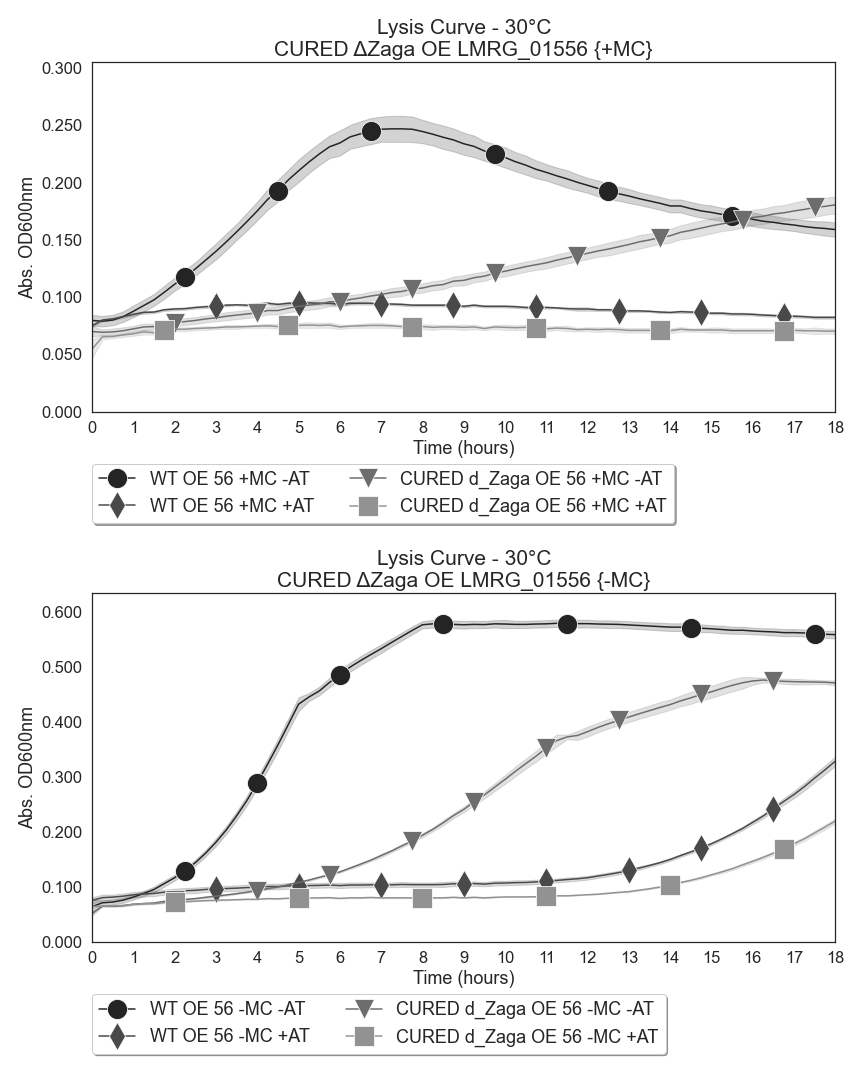 Lysis Curve - 30°C
CURED ΔZaga OE LMRG_01556 {+MC}
0.300
0.250
0.200
0.150
0.100
0.050
0.000
Abs. OD600nm
0 1 2 3 4 5 6 7 8 9 10 11 12 13 14 15 16 17 18
Time (hours)
WT OE 56 +MC -AT
CURED d_Zaga OE 56 +MC -AT
WT OE 56 +MC +AT
CURED d_Zaga OE 56 +MC +AT
Lysis Curve - 30°C
CURED ΔZaga OE LMRG_01556 {-MC}
0.600
0.500
0.400
0.300
0.200
0.100
0.000
Abs. OD600nm
0 1 2 3 4 5 6 7 8 9 10 11 12 13 14 15 16 17 18
Time (hours)
WT OE 56 -MC -AT
CURED d_Zaga OE 56 -MC -AT
WT OE 56 -MC +AT
CURED d_Zaga OE 56 -MC +AT